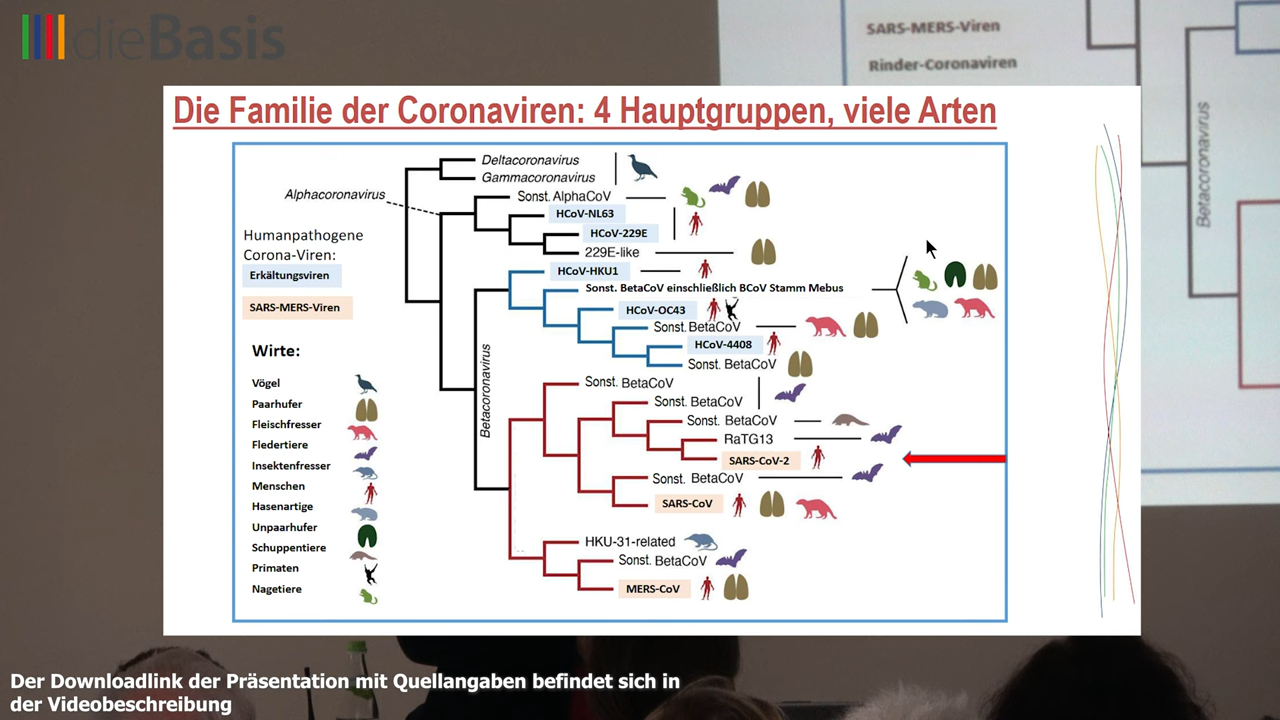 dieBasis
SARS-MERS-Viren
Rinder-Coronaviren
Betacoronavirus
Die Familie der Coronaviren: 4 Hauptgruppen, viele Arten
Deltacoronavirus
Gammacoronavirus
Alphacoronavirus
Sonst. AlphaCoV
HCoV-NL63
HCoV-229E
229E-like
Humanpathogene
Corona-Viren:
Erkältungsviren
SARS-MERS-Viren
HCoV-HKU1
Sonst. BetaCoV einschließlich BCoV Stamm Mebus
HCoV-OC43
Sonst. BetaCoV
HCoV-4408
Sonst. BetaCoV
Betacoronavirus
Sonst. BetaCoV
Sonst. BetaCoV
Sonst. BetaCoV
RaTG13
SARS-CoV-2
Sonst. BetaCoV
SARS-CoV
HKU-31-related
Sonst. BetaCoV
MERS-CoV
Wirte:
Vögel
Paarhufer
Fleischfresser
Fledertiere
Insektenfresser
Menschen
Hasenartige
Unpaarhufer
Schuppentiere
Primaten
Nagetiere
Der Downloadlink der Präsentation mit Quellangaben befindet sich in
der Videobeschreibung